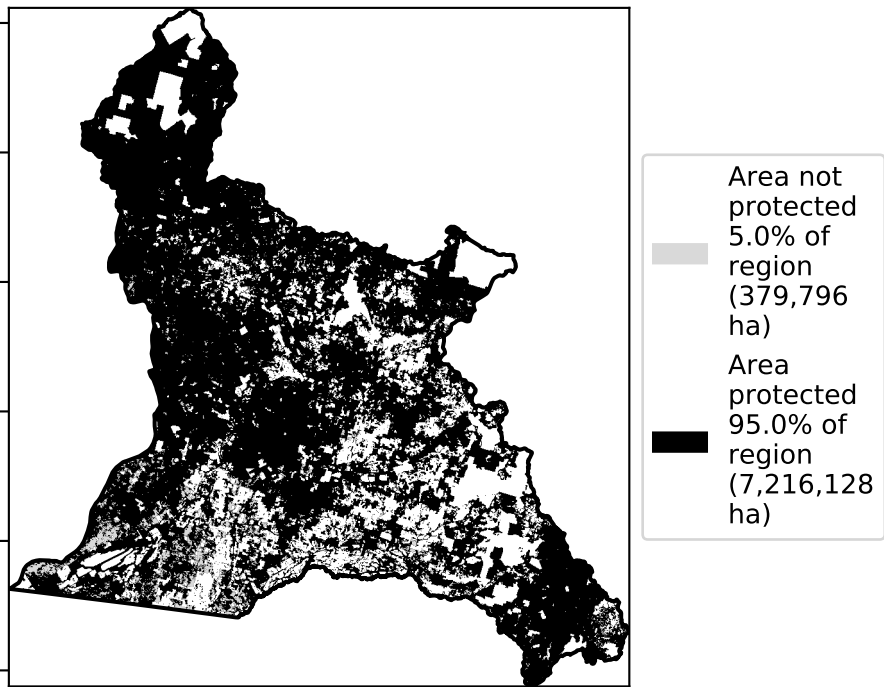 Area not
protected
5.0% of
region
(379,796
ha)
Area
protected
95.0% of
region
(7,216,128
ha)